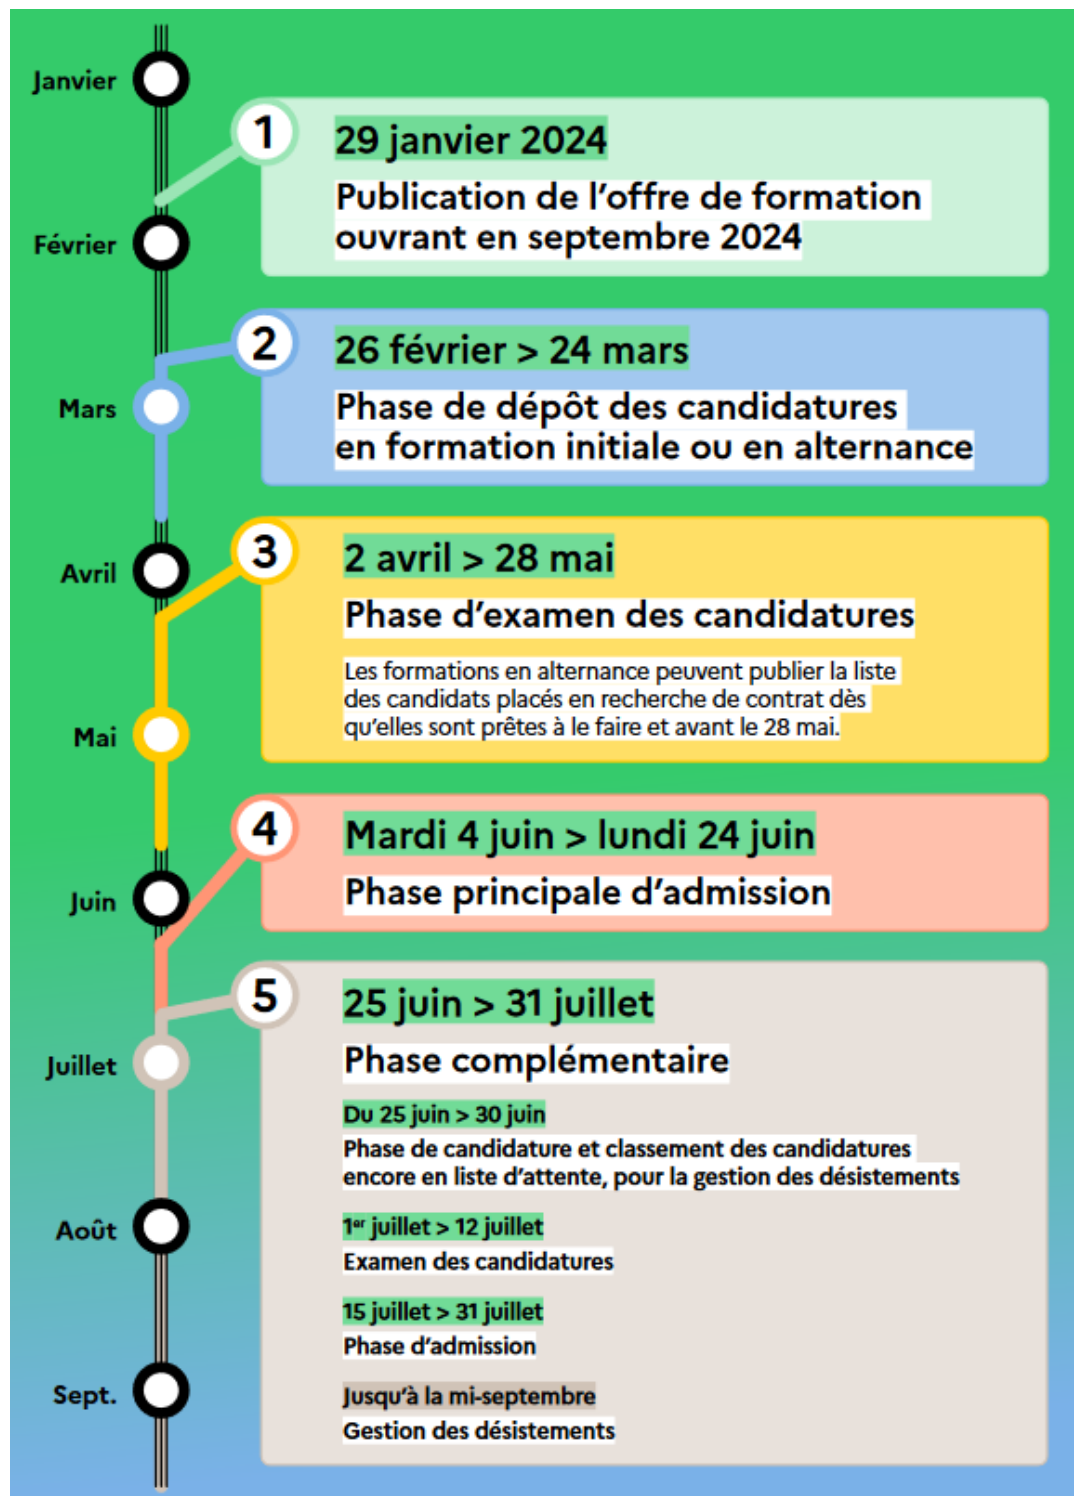 Janvier
1
29 janvier 2024
Publication de l’offre de formation
ouvrant en septembre 2024
Février
2
26 février > 24 mars
Phase de dépôt des candidatures
en formation initiale ou en alternance
Mars
3
2 avril > 28 mai
Phase d’examen des candidatures
Les formations en alternance peuvent publier la liste
des candidats placés en recherche de contrat dès
qu’elles sont prêtes à le faire et avant le 28 mai.
Avril
Mai
4
Mardi 4 juin > lundi 24 juin
Phase principale d’admission
Juin
5
25 juin > 31 juillet
Phase complémentaire
Juillet
Du 25 juin > 30 juin
Phase de candidature et classement des candidatures
encore en liste d’attente, pour la gestion des désistements
1er juillet > 12 juillet
Examen des candidatures
Août
15 juillet > 31 juillet
Phase d’admission
Jusqu’à la mi-septembre
Gestion des désistements
Sept.